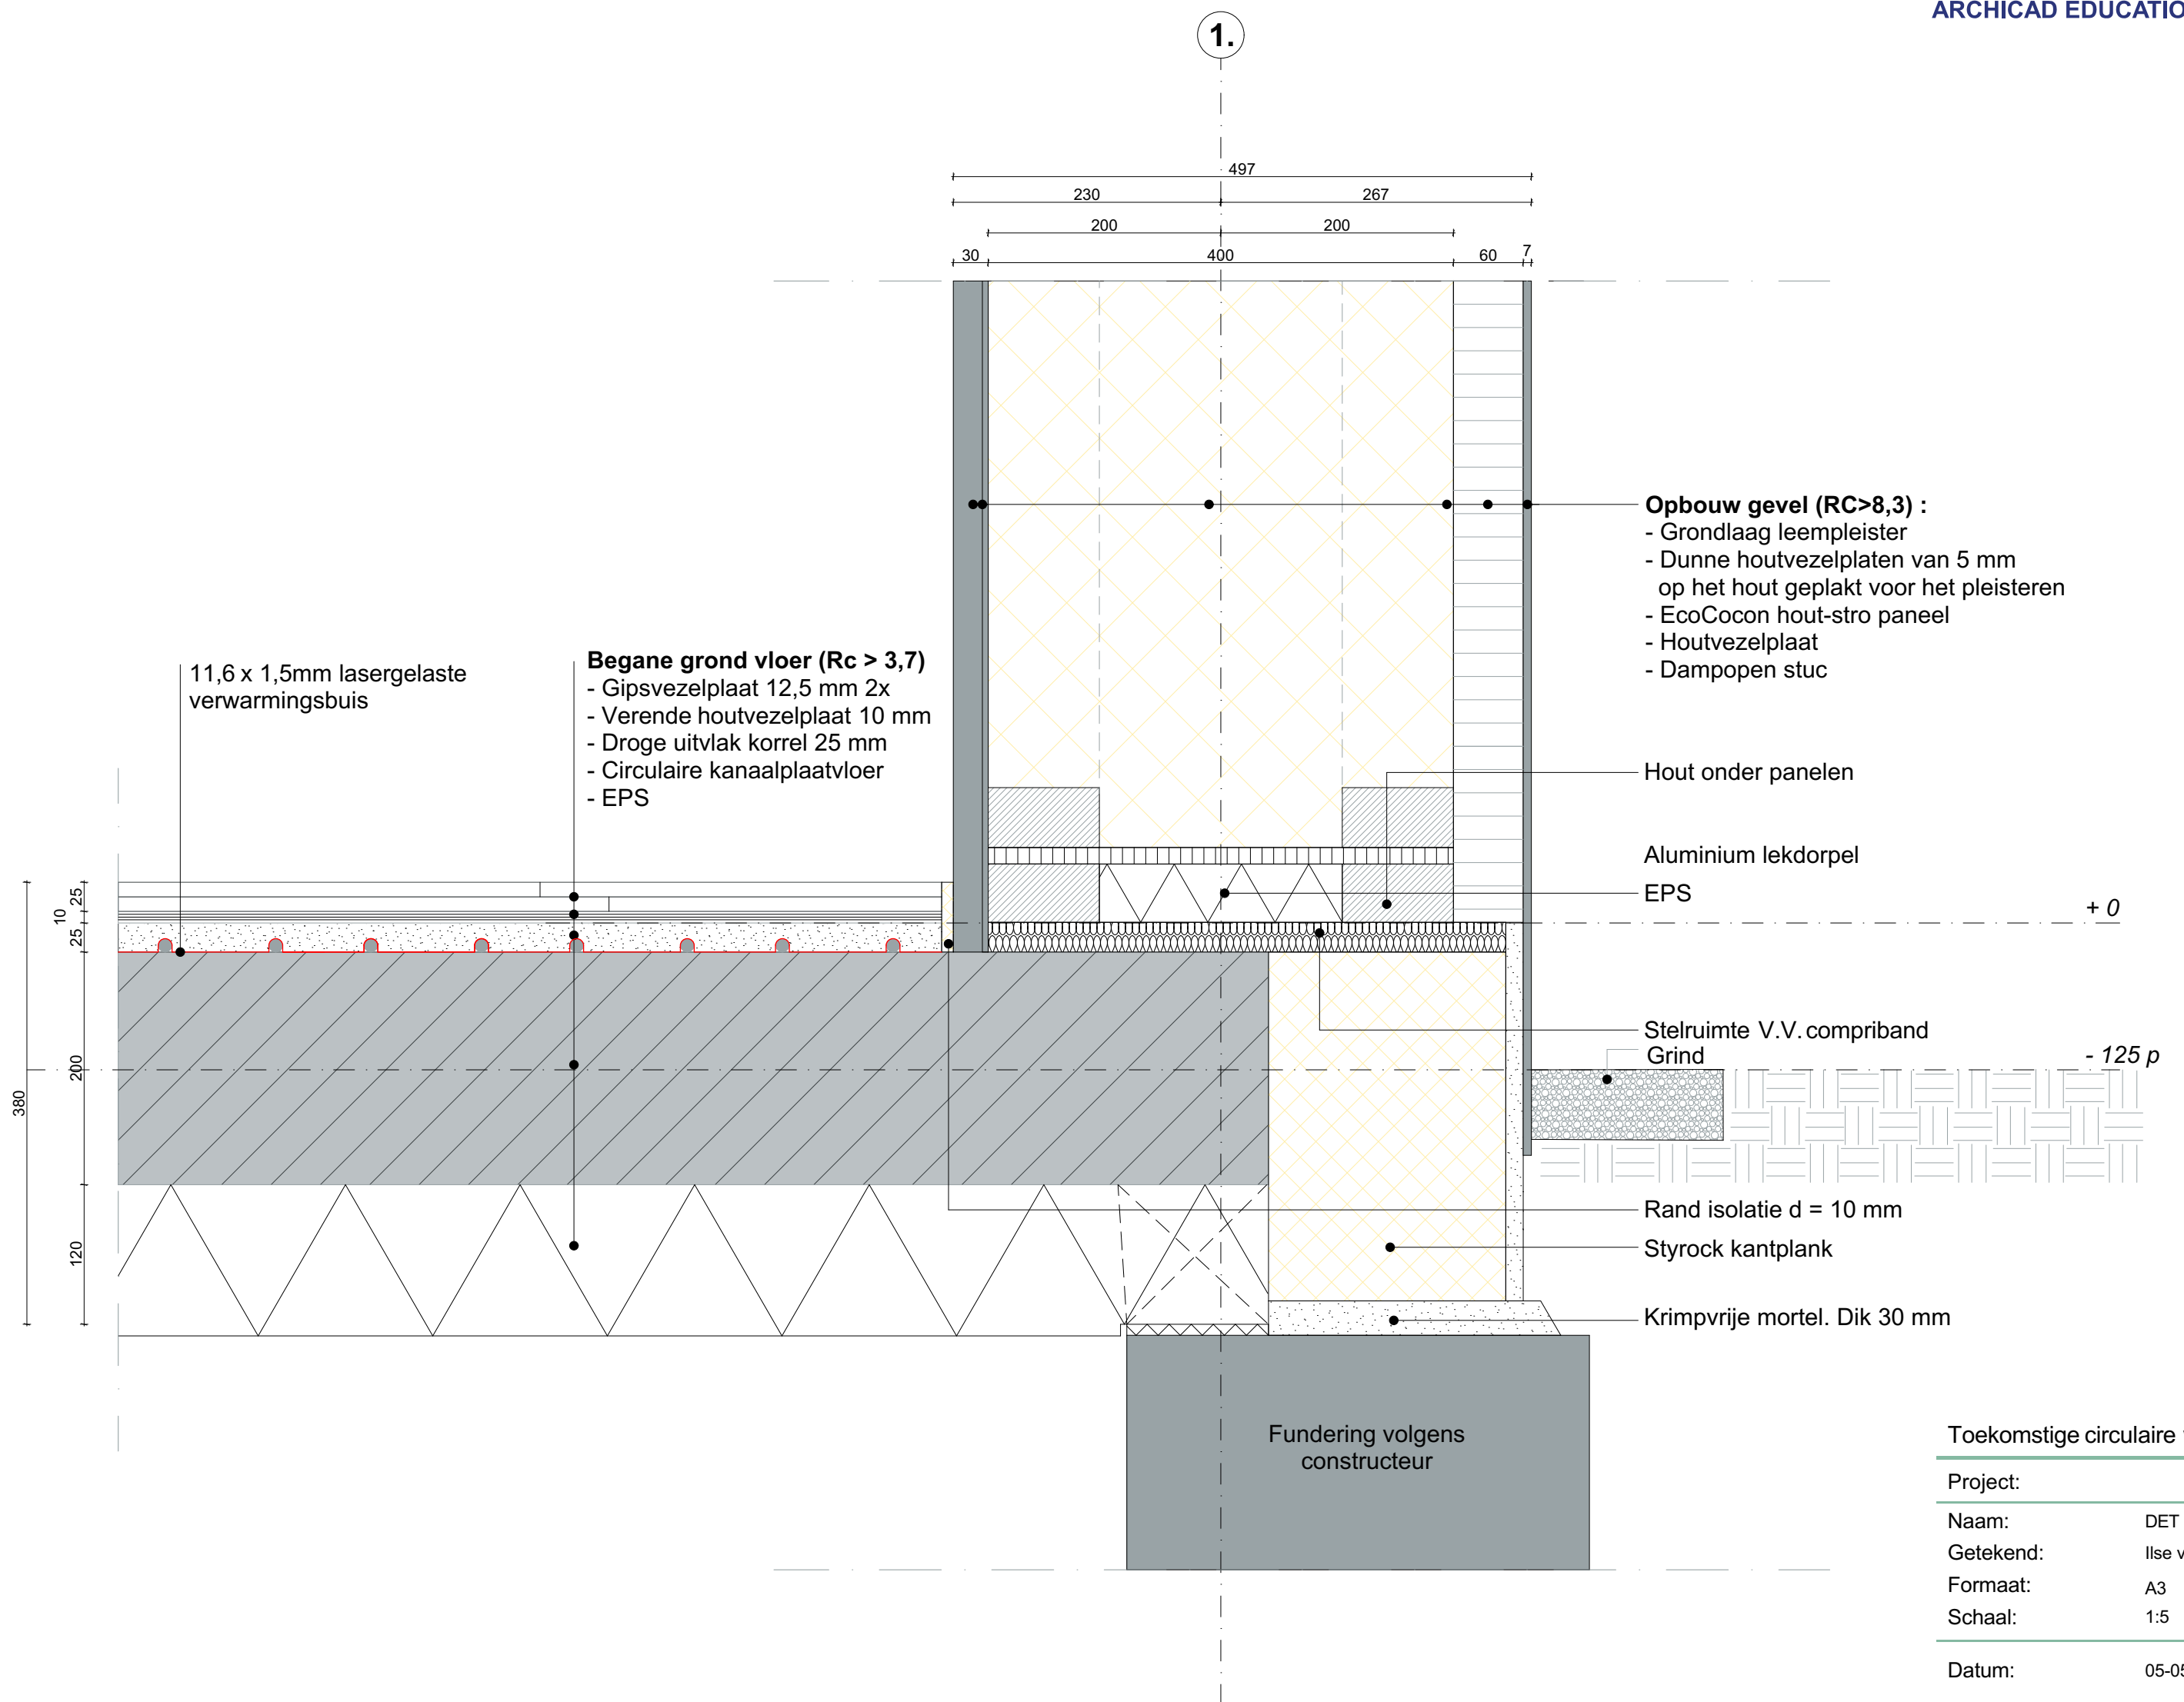 ARCHICAD EDUCATIO
1.
497
230
267
200
200
30
400
60
7
Opbouw gevel (RC>8,3) :
- Grondlaag leempleister
- Dunne houtvezelplaten van 5 mm
op het hout geplakt voor het pleisteren
- EcoCocon hout-stro paneel
- Houtvezelplaat
- Dampopen stuc
11,6 x 1,5mm lasergelaste
verwarmingsbuis
Begane grond vloer (Rc > 3,7)
- Gipsvezelplaat 12,5 mm 2x
- Verende houtvezelplaat 10 mm
- Droge uitvlak korrel 25 mm
- Circulaire kanaalplaatvloer
- EPS
Hout onder panelen
Aluminium lekdorpel
EPS
+ 0
25
10
25
200
120
380
Stelruimte V.V. compriband
Grind
- 125 p
Rand isolatie d = 10 mm
Styrock kantplank
Krimpvrije mortel. Dik 30 mm
Fundering volgens
constructeur
Toekomstige circulaire
Project:
Naam: DET
Getekend: Ilse v
Formaat: A3
Schaal: 1:5
Datum: 05-05